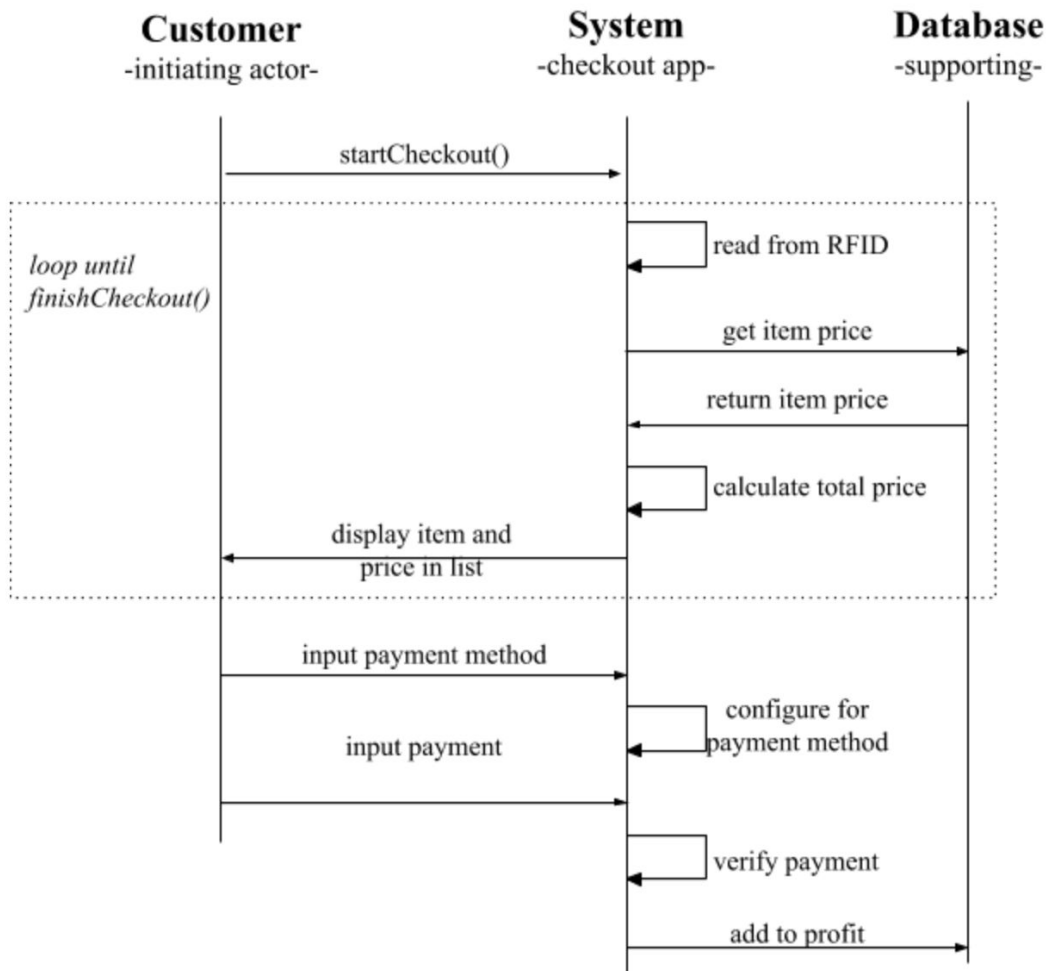 Customer
-initiating actor-
System
-checkout app-
Database
-supporting-
startCheckout()
loop until
finishCheckout()
read from RFID
get item price
return item price
calculate total price
display item and
price in list
input payment method
configure for
payment method
input payment
verify payment
add to profit